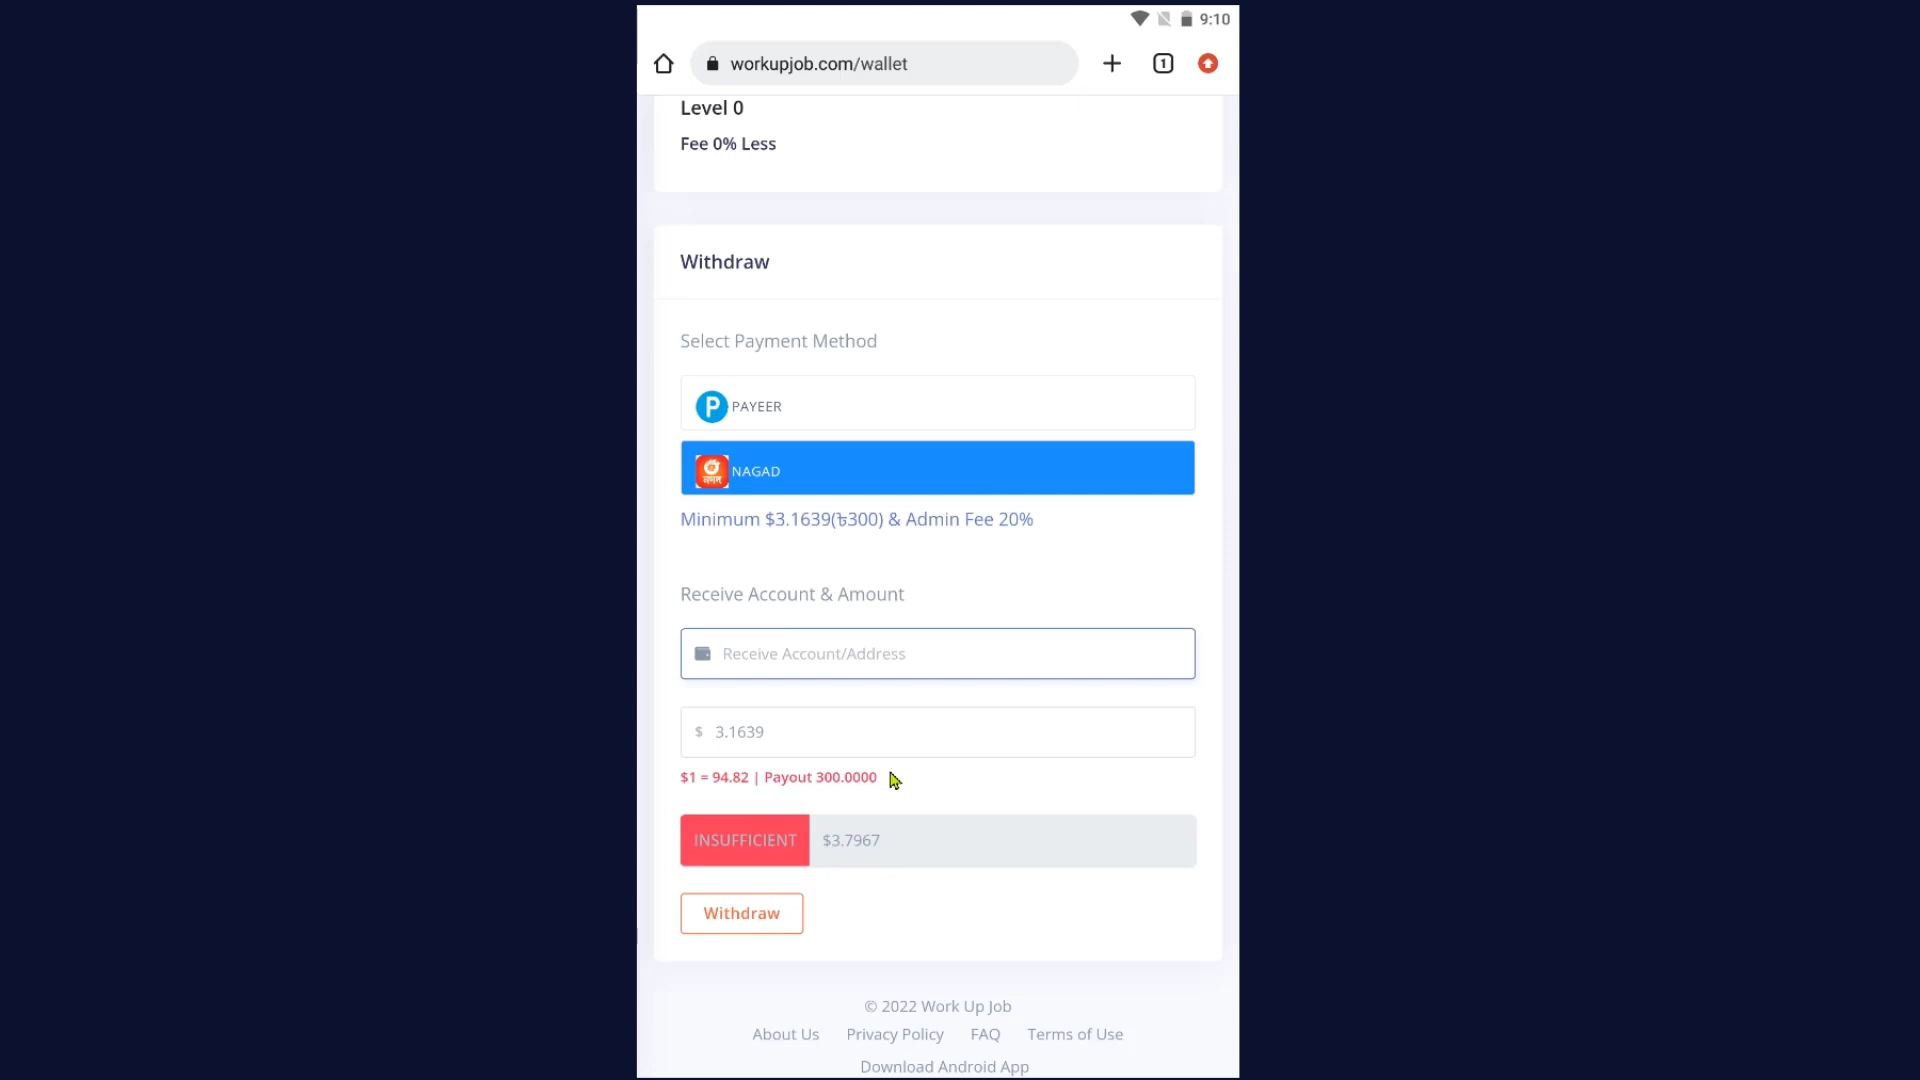 9:10
workupjob.com/wallet
1
Level 0
Fee 0% Less
Withdraw
Select Payment Method
P PAYEER
নগদ NAGAD
Minimum $3.1639(৳300) & Admin Fee 20%
Receive Account & Amount
Receive Account/Address
$ 3.1639
$1 = 94.82 | Payout 300.0000
INSUFFICIENT $3.7967
Withdraw
© 2022 Work Up Job
About Us Privacy Policy FAQ Terms of Use
Download Android App